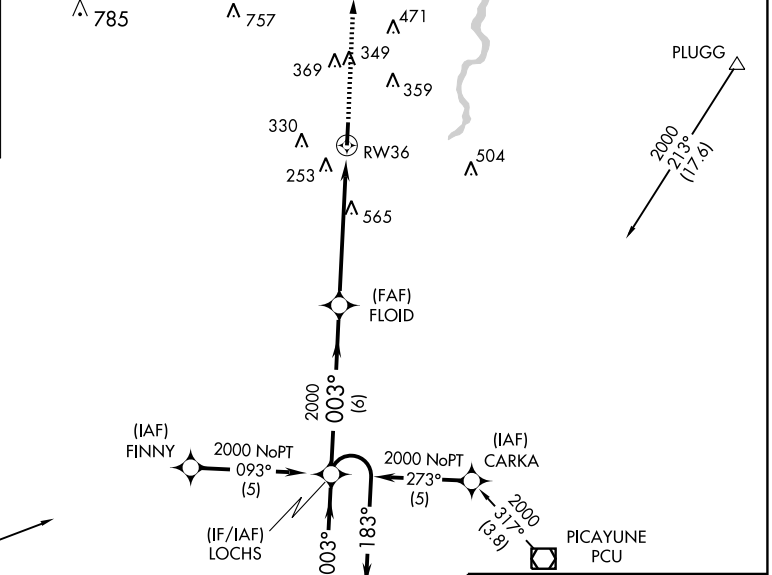 785
757
471
369
349
359
PLUGG
330
RW36
253
504
2000
213°
(17.6)
565
(FAF)
FLOID
2000
003°
(6)
(IAF)
FINNY
2000 NoPT
093°
(5)
2000 NoPT
273°
(5)
(IAF)
CARKA
(IF/IAF)
LOCHS
003°
183°
2000
317°
(3.8)
PICAYUNE
PCU